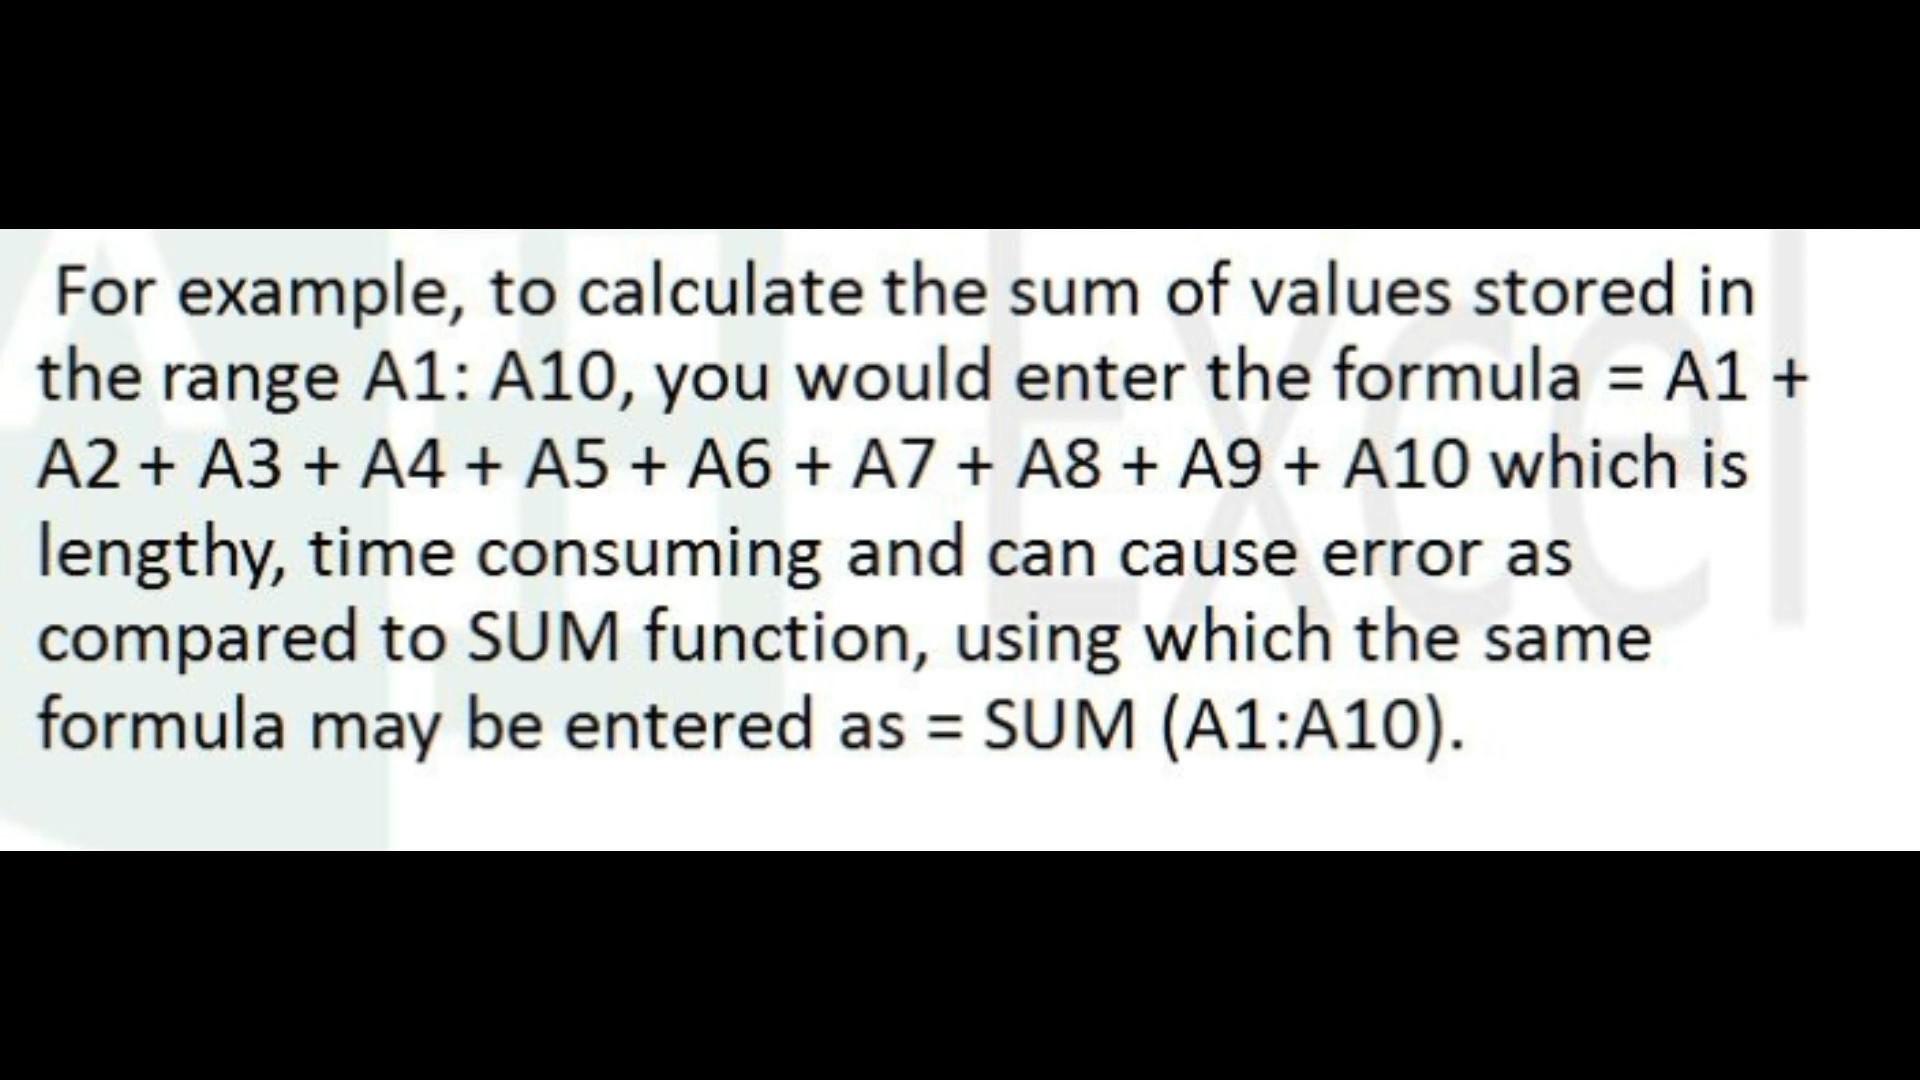 For example, to calculate the sum of values stored in
the range A1: A10, you would enter the formula = A1 +
A2 + A3 + A4 + A5 + A6 + A7 + A8 + A9 + A10 which is
lengthy, time consuming and can cause error as
compared to SUM function, using which the same
formula may be entered as = SUM (A1:A10).
Excel